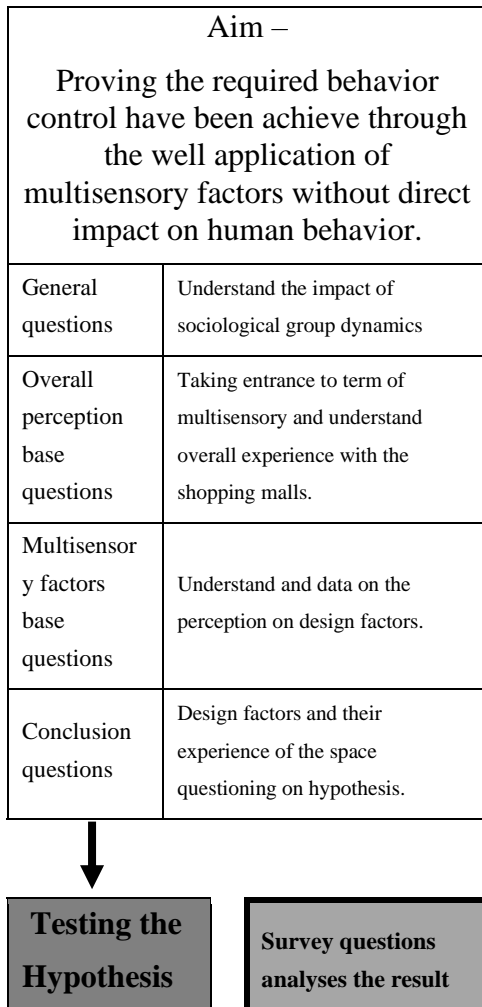 Aim –
Proving the required behavior
control have been achieve through
the well application of
multisensory factors without direct
impact on human behavior.
General
questions
Understand the impact of
sociological group dynamics
Overall
perception
base
questions
Taking entrance to term of
multisensory and understand
overall experience with the
shopping malls.
Multisensor
y factors
base
questions
Understand and data on the
perception on design factors.
Conclusion
questions
Design factors and their
experience of the space
questioning on hypothesis.
Testing the
Hypothesis
Survey questions
analyses the result